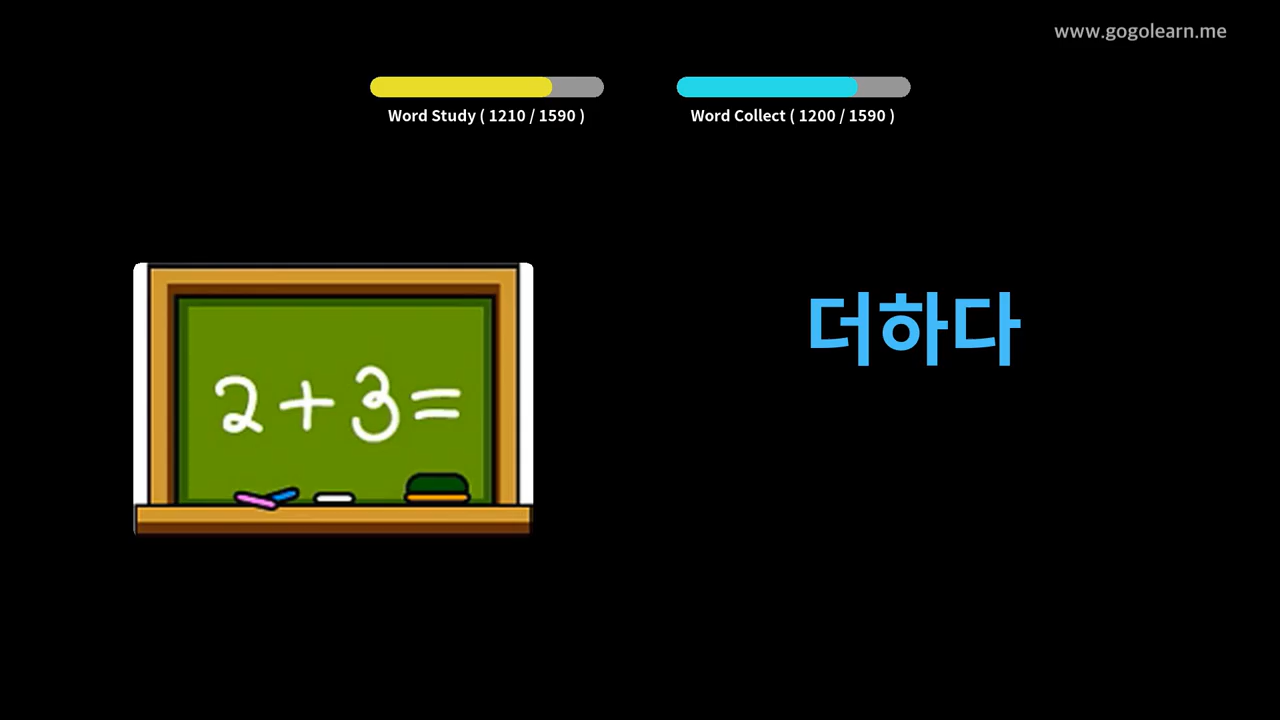 www.gogolearn.me
Word Study ( 1210 / 1590 )
Word Collect ( 1200 / 1590 )
2 + 3 =
더하다